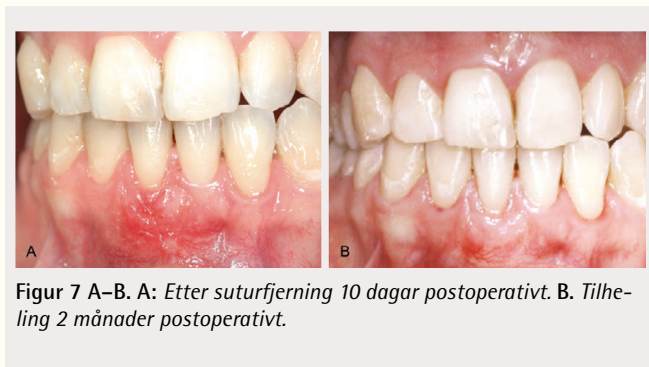 A
B
Figur 7 A–B. A: Etter suturfjerning 10 dagar postoperativt. B. Tilhe-
ling 2 månader postoperativt.